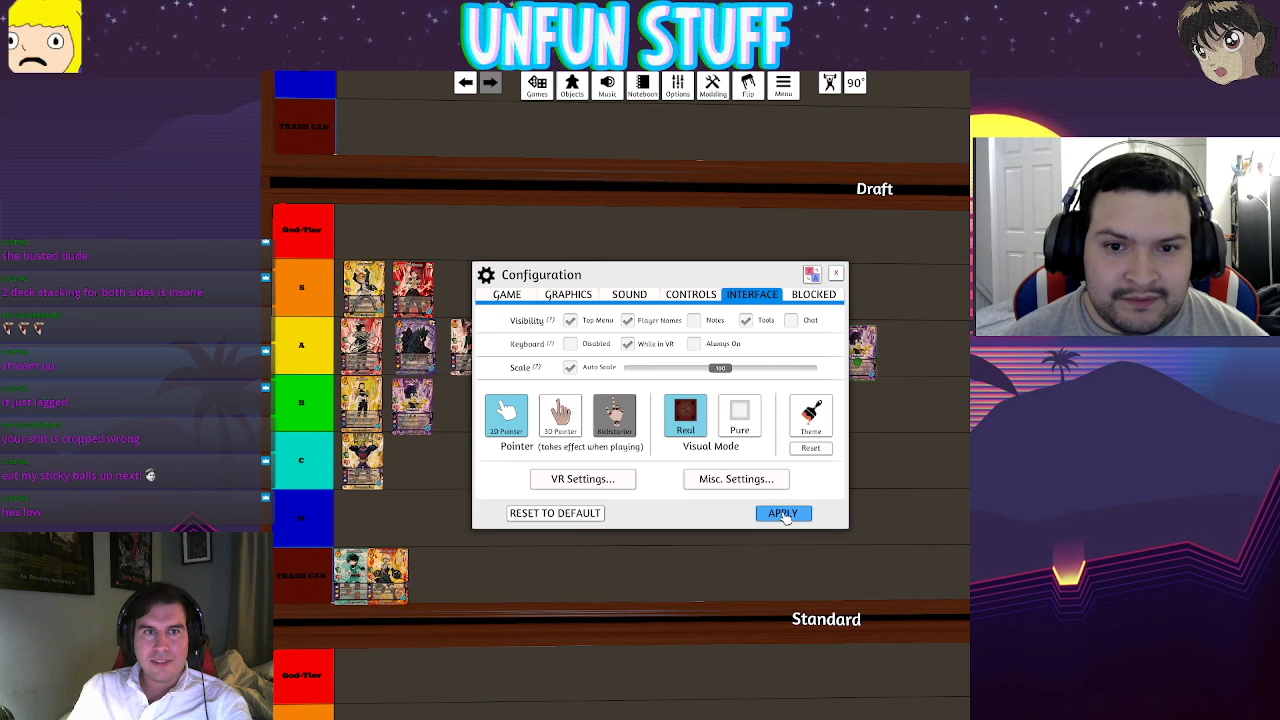 UNFUN STUFF
Games
Objects
Music
Notebook
Options
Modding
Flip
Menu
90°
TRASH CAN
Draft
God-Tier
S
A
B
C
D
TRASH CAN
Standard
God-Tier
she busted dude
2 deck stacking for both sides is insane
stream up
it just lagged
your shit is cropped wrong
eat my sticky balls up next!
hes low
Configuration
x
GAME
GRAPHICS
SOUND
CONTROLS
INTERFACE
BLOCKED
Visibility (?) Top Menu Player Names Notes Tools Chat
Keyboard (?) Disabled While in VR Always On
Scale (?) Auto Scale 100
2D Pointer
3D Pointer
Kickstarter
Real
Pure
Theme
Pointer (takes effect when playing)
Visual Mode
Reset
VR Settings...
Misc. Settings...
RESET TO DEFAULT
APPLY